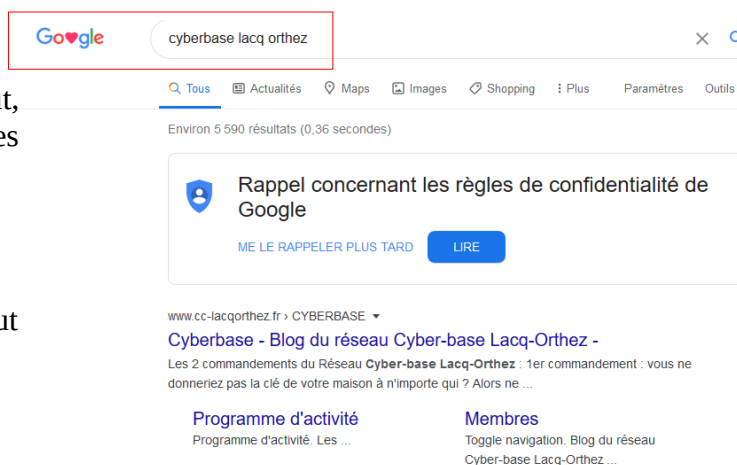 Go♥gle
cyberbase lacq orthez
Tous
Actualités
Maps
Images
Shopping
Plus
Paramètres
Outils
Environ 5 590 résultats (0,36 secondes)
Rappel concernant les règles de confidentialité de
Google
ME LE RAPPELER PLUS TARD
LIRE
www.cc-lacqorthez.fr › CYBERBASE
Cyberbase - Blog du réseau Cyber-base Lacq-Orthez -
Les 2 commandements du Réseau Cyber-base Lacq-Orthez : 1er commandement : vous ne
donneriez pas la clé de votre maison à n'importe qui ? Alors ne ...
Programme d'activité
Programme d'activité. Les ...
Membres
Toggle navigation. Blog du réseau
Cyber-base Lacq-Orthez ...